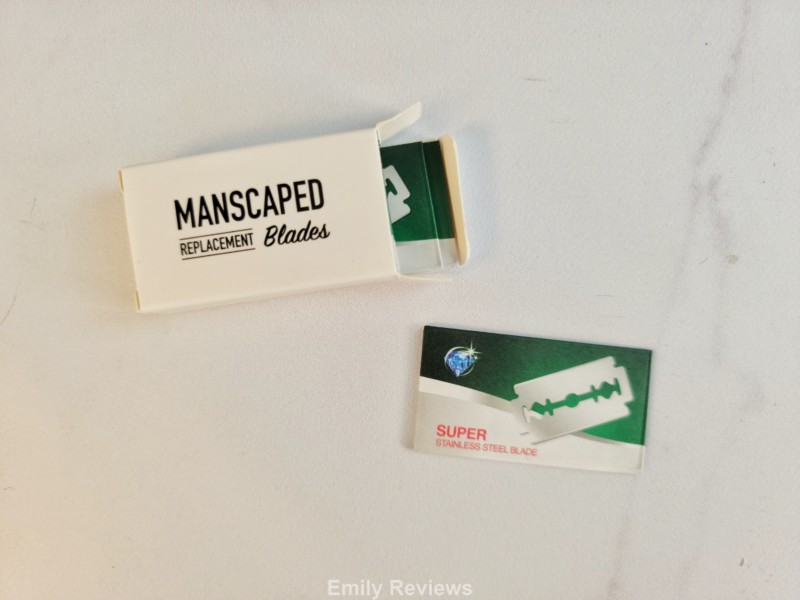 MANSCAPED
REPLACEMENT Blades
SUPER
STAINLESS STEEL BLADE
Emily Reviews